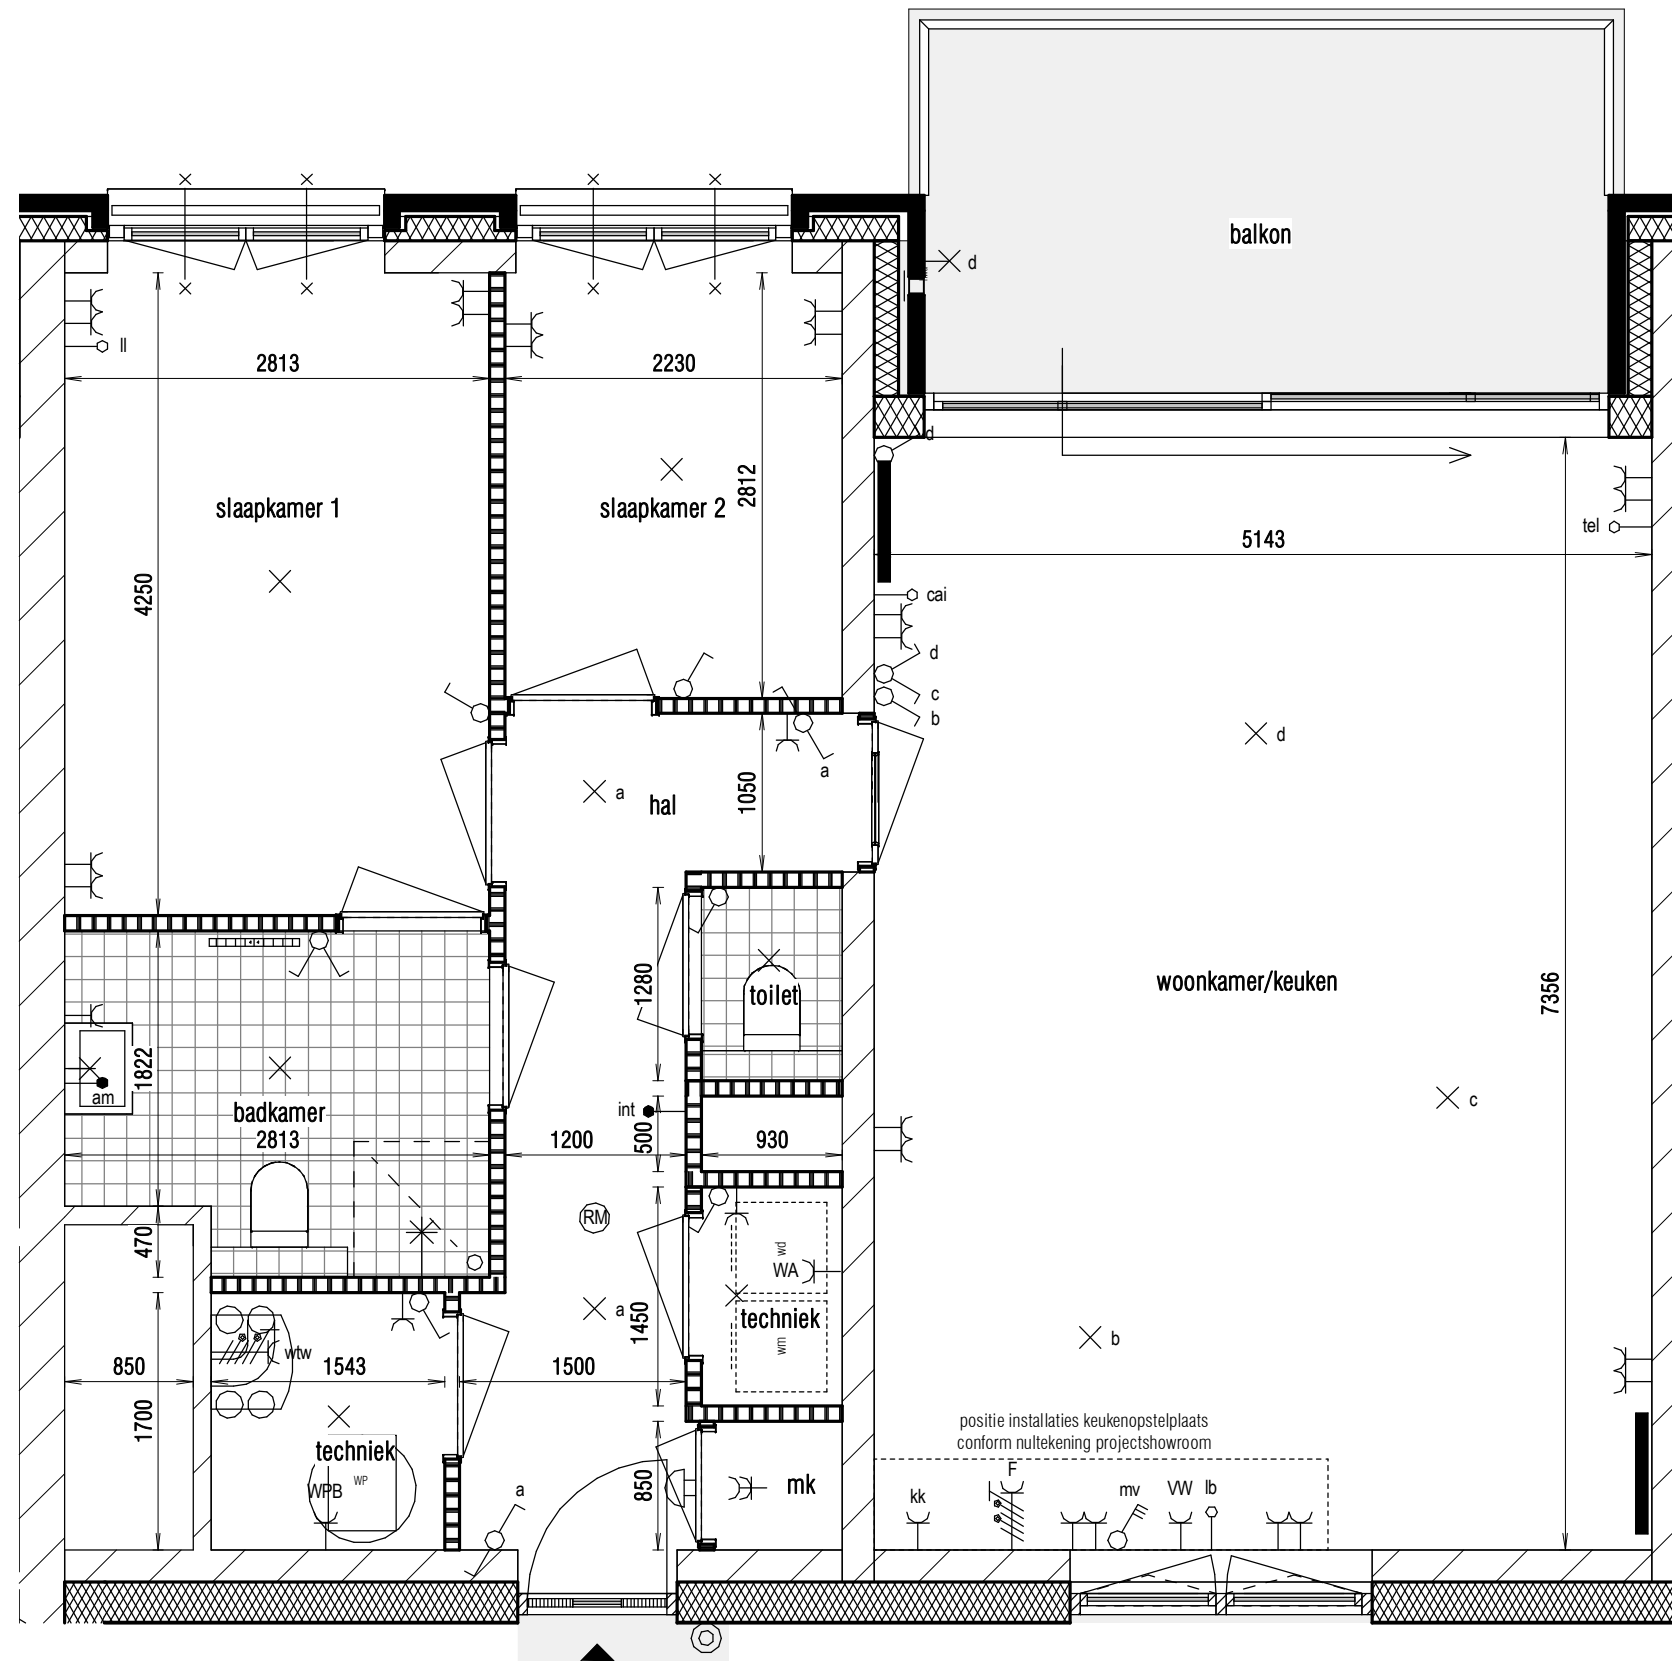 balkon
d
ll
2813
2230
d
slaapkamer 1
slaapkamer 2
2812
5143
tel
4250
cai
d
c
b
d
a
a
hal
1050
woonkamer/keuken
7356
1280
toilet
1822
am
badkamer
2813
int
500
1200
930
c
RM
470
wd
WA
a
1450
techniek
b
wm
wtw
850
1543
1500
1700
techniek
WP
WPB
positie installaties keukenopstelplaats
conform nultekening projectshowroom
850
mk
a
kk
F
mv
VW
lb